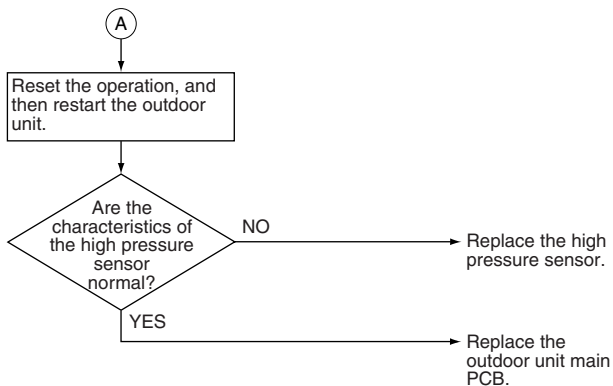 A
Reset the operation, and
then restart the outdoor
unit.
Are the
characteristics of
the high pressure
sensor
normal?
NO
Replace the high
pressure sensor.
YES
Replace the
outdoor unit main
PCB.